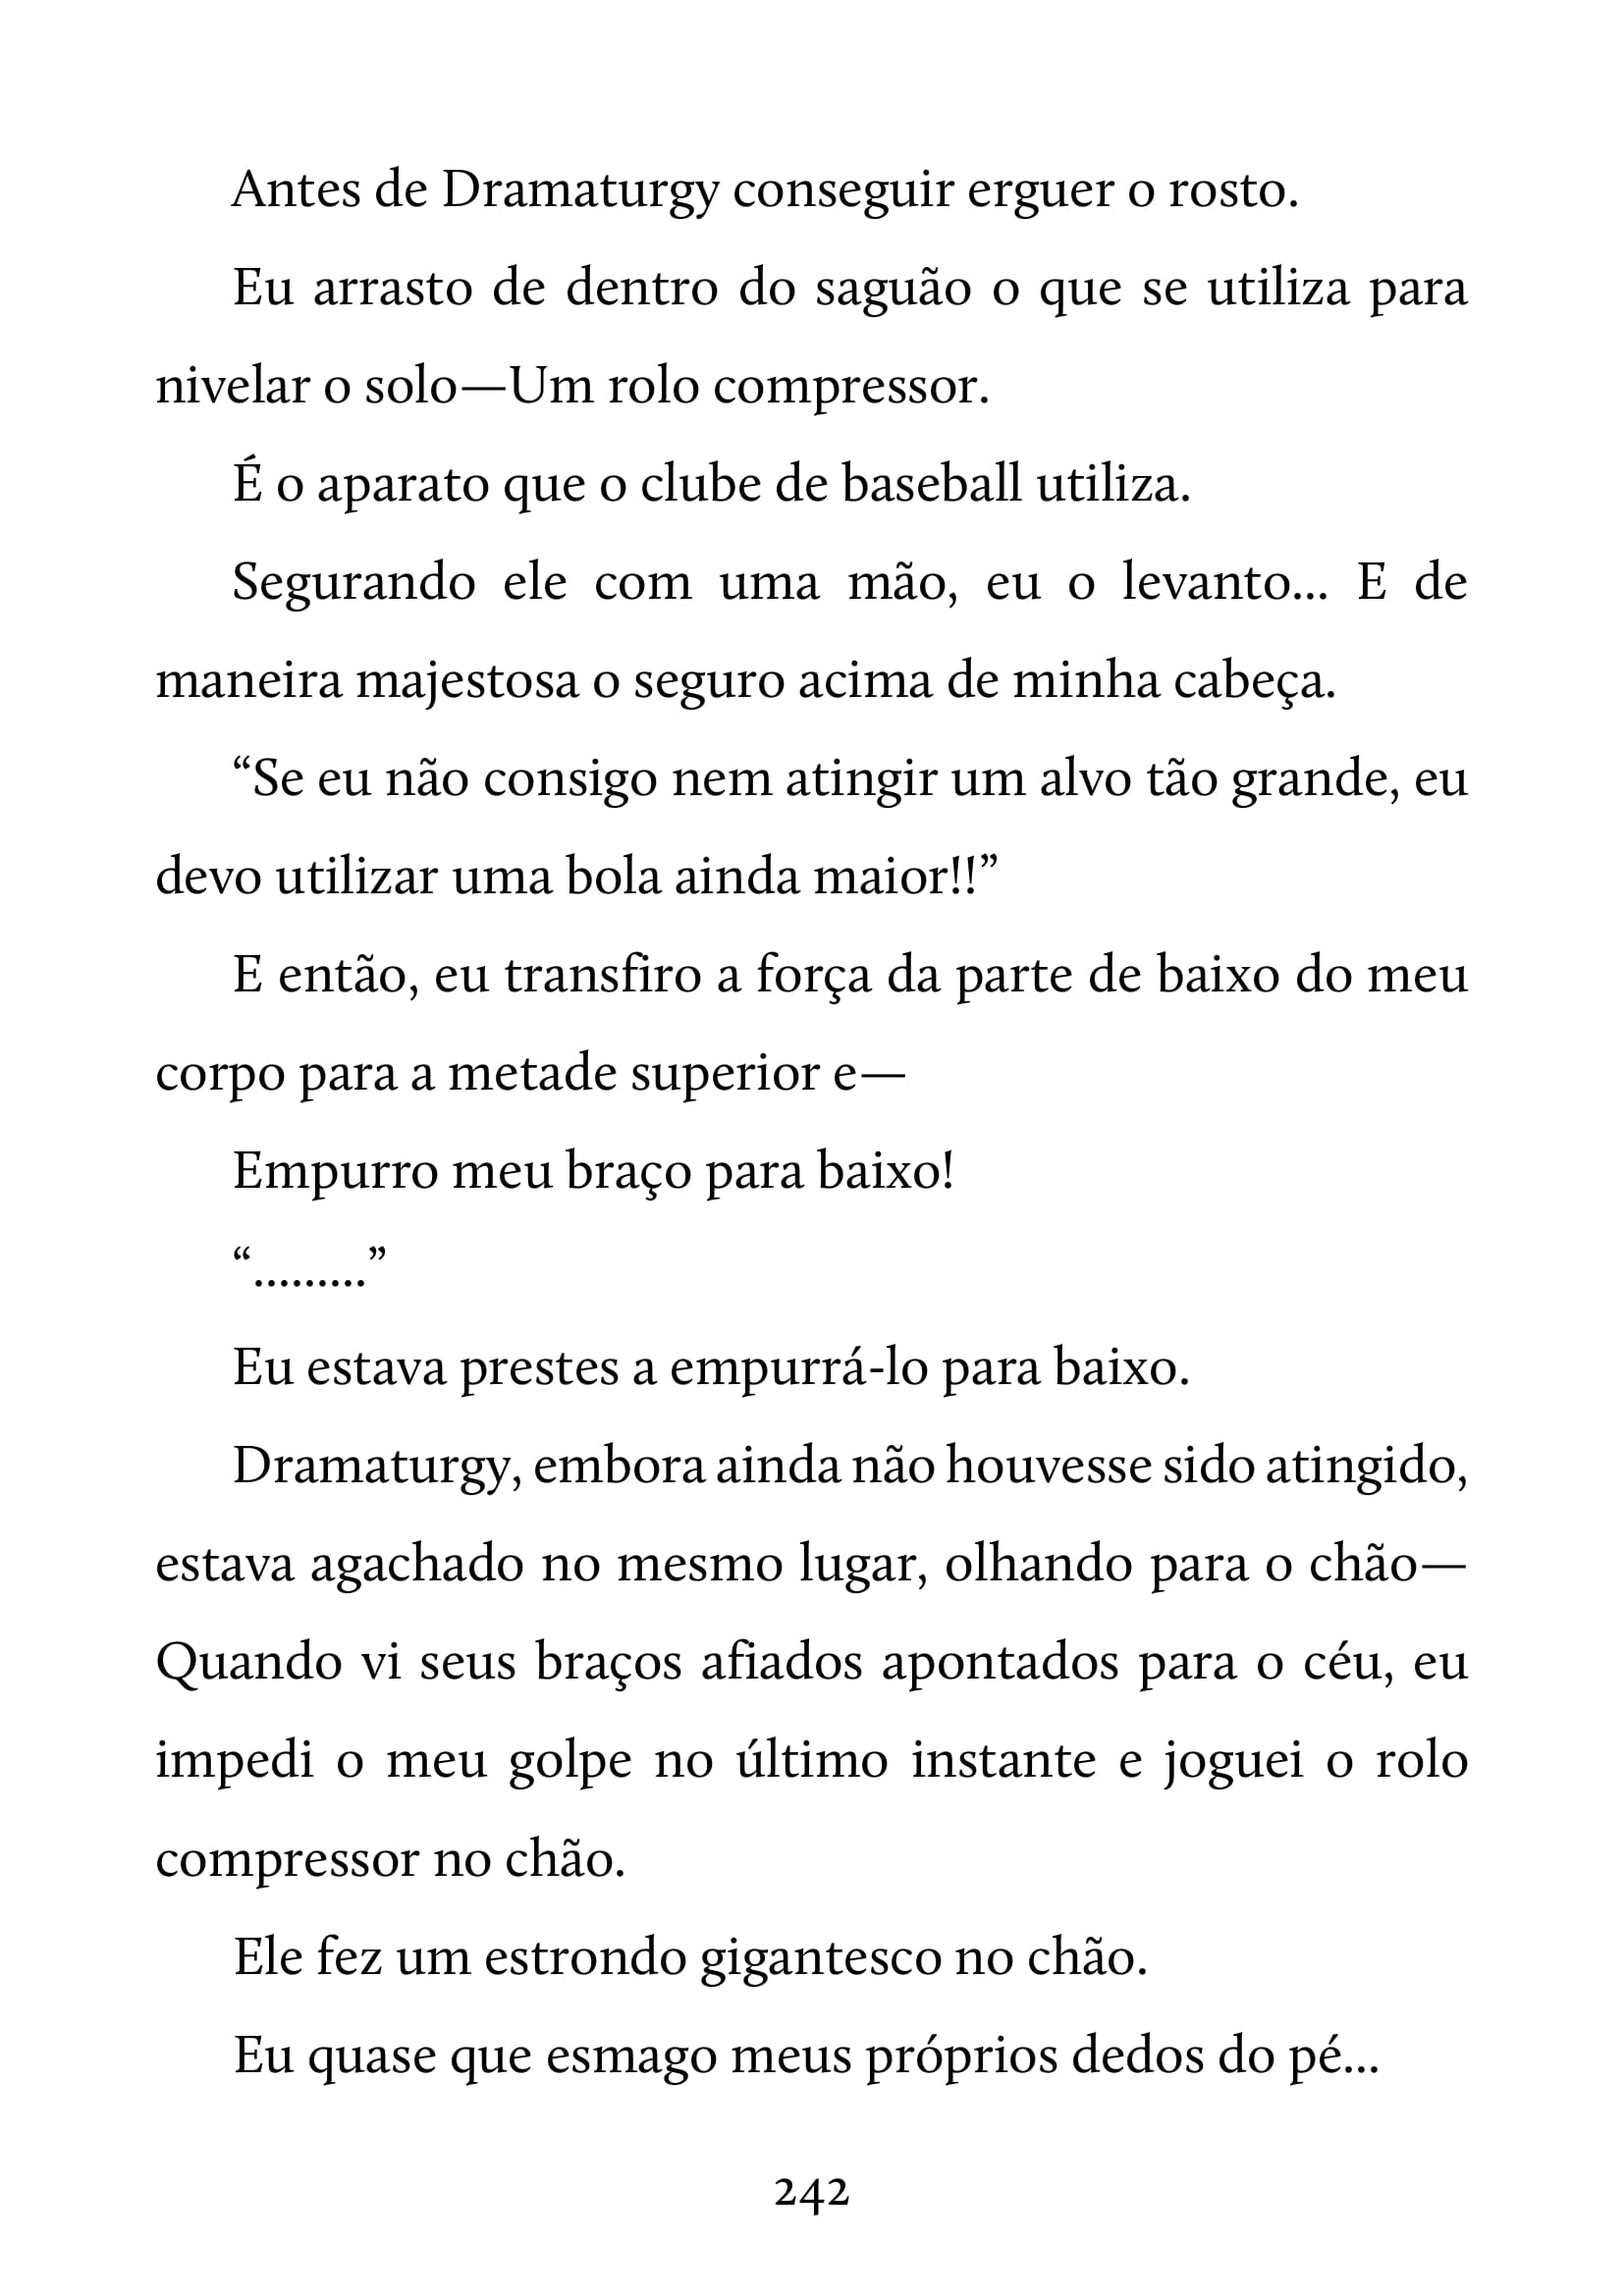 Antes de Dramaturgy conseguir erguer o rosto.
Eu arrasto de dentro do saguão o que se utiliza para
nivelar o solo—Um rolo compressor.
É o aparato que o clube de baseball utiliza.
Segurando ele com uma mão, eu o levanto... E de
maneira majestosa o seguro acima de minha cabeça.
“Se eu não consigo nem atingir um alvo tão grande, eu
devo utilizar uma bola ainda maior!!”
E então, eu transfiro a força da parte de baixo do meu
corpo para a metade superior e—
Empurro meu braço para baixo!
“.........”
Eu estava prestes a empurrá-lo para baixo.
Dramaturgy, embora ainda não houvesse sido atingido,
estava agachado no mesmo lugar, olhando para o chão—
Quando vi seus braços afiados apontados para o céu, eu
impedi o meu golpe no último instante e joguei o rolo
compressor no chão.
Ele fez um estrondo gigantesco no chão.
Eu quase que esmago meus próprios dedos do pé...
242